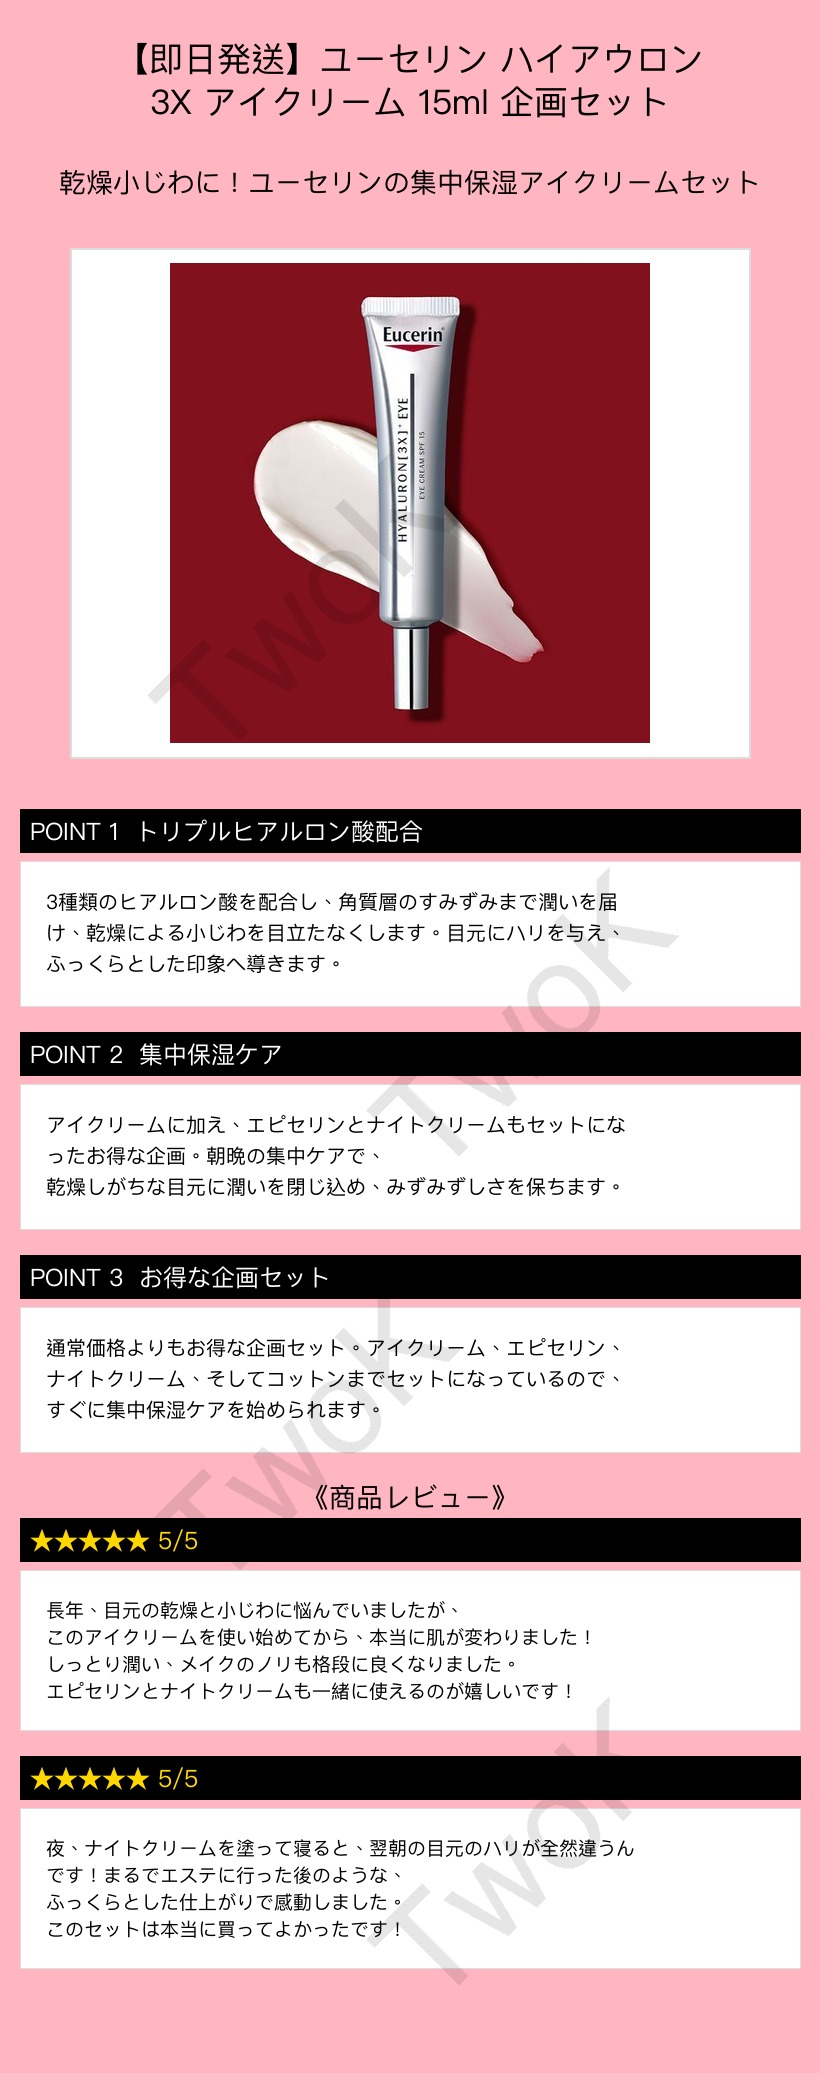 【即日発送】ユーセリン ハイアウロン
3X アイクリーム 15ml 企画セット
乾燥小じわに！ユーセリンの集中保湿アイクリームセット
Eucerin
HYALURON[3X]+ EYE
EYE CREAM SPF 15
TwoK
POINT 1 トリプルヒアルロン酸配合
3種類のヒアルロン酸を配合し、角質層のすみずみまで潤いを届
け、乾燥による小じわを目立たなくします。目元にハリを与え、
ふっくらとした印象へ導きます。
TwoK
POINT 2 集中保湿ケア
アイクリームに加え、エピセリンとナイトクリームもセットにな
ったお得な企画。朝晩の集中ケアで、
乾燥しがちな目元に潤いを閉じ込め、みずみずしさを保ちます。
POINT 3 お得な企画セット
通常価格よりもお得な企画セット。アイクリーム、エピセリン、
ナイトクリーム、そしてコットンまでセットになっているので、
すぐに集中保湿ケアを始められます。
TwoK
《商品レビュー》
★★★★★ 5/5
長年、目元の乾燥と小じわに悩んでいましたが、
このアイクリームを使い始めてから、本当に肌が変わりました！
しっとり潤い、メイクのノリも格段に良くなりました。
エピセリンとナイトクリームも一緒に使えるのが嬉しいです！
★★★★★ 5/5
夜、ナイトクリームを塗って寝ると、翌朝の目元のハリが全然違うん
です！まるでエステに行った後のような、
ふっくらとした仕上がりで感動しました。
このセットは本当に買ってよかったです！
TwoK